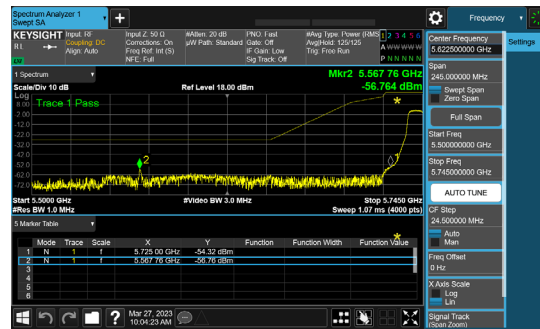 Spectrum Analyzer 1
Swept SA
+
Frequency
KEYSIGHT
RL
Input: RF
Coupling: DC
Align: Auto
Input Z: 50 Ω
Corrections: On
Freq Ref: Int (S)
NFE: Full
#Atten: 20 dB
µW Path: Standard
PNO: Fast
Gate: Off
IF Gain: Low
Sig Track: Off
#Avg Type: Power (RMS
Avg|Hold: 125/125
Trig: Free Run
1 2 3 4 5 6
A W W W W W
P N N N N N
1 Spectrum
Scale/Div 10 dB
Ref Level 18.00 dBm
Mkr2 5.567 76 GHz
-56.764 dBm
Log
Trace 1 Pass
8.00
-2.00
-12.0
-22.0
-32.0
-42.0
-52.0
-62.0
-72.0
2
1
Start 5.5000 GHz
#Res BW 1.0 MHz
#Video BW 3.0 MHz
Stop 5.7450 GHz
Sweep 1.07 ms (4000 pts)
5 Marker Table
Mode Trace Scale X Y Function Function Width Function Value
1 N 1 f 5.725 00 GHz -54.32 dBm
2 N 1 f 5.567 76 GHz -56.76 dBm
3
4
5
6
Mar 27, 2023
10:04:23 AM
Center Frequency
5.622500000 GHz
Settings
Span
245.000000 MHz
Swept Span
Zero Span
Full Span
Start Freq
5.500000000 GHz
Stop Freq
5.745000000 GHz
AUTO TUNE
CF Step
24.500000 MHz
Auto
Man
Freq Offset
0 Hz
X Axis Scale
Log
Lin
Signal Track
(Span Zoom)